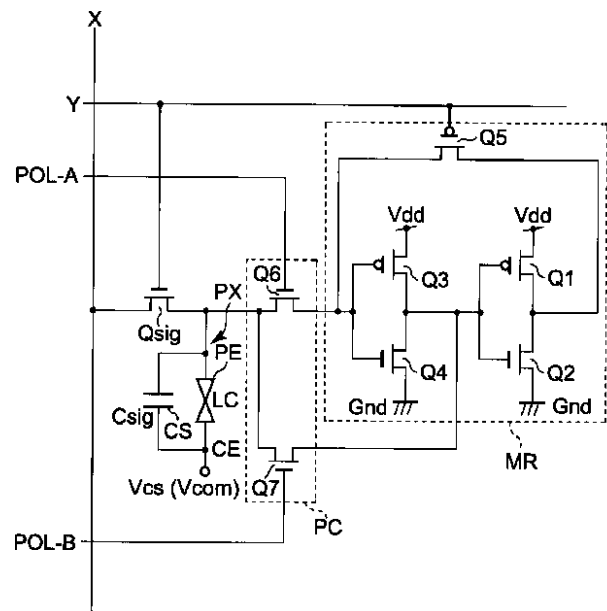 X
Y
Q5
POL-A
Vdd
Vdd
Q6
Q3
Q1
PX
Qsig
PE
Q4
Q2
Csig
CS
LC
Gnd
Gnd
CE
MR
Q7
Vcs (Vcom)
PC
POL-B